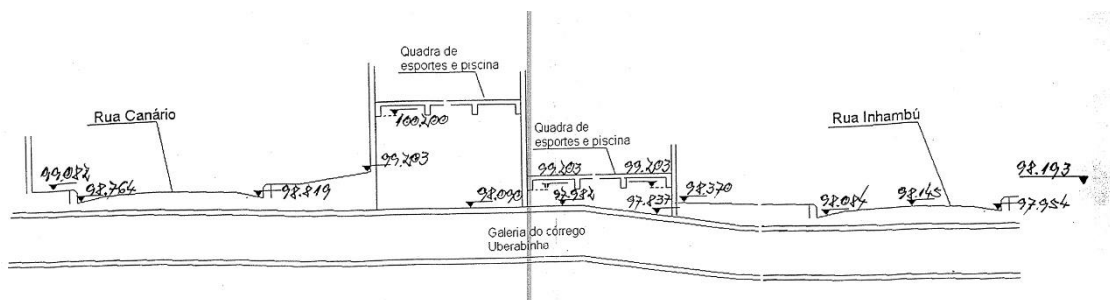 Quadra de
esportes e piscina
Rua Canário
100.200
Quadra de
esportes e piscina
Rua Inhambú
99.082
98.764
98.819
99.203
98.090
99.203
99.203
97.982
97.837
98.370
98.084
98.145
98.193
97.954
Galeria do córrego
Uberabinha